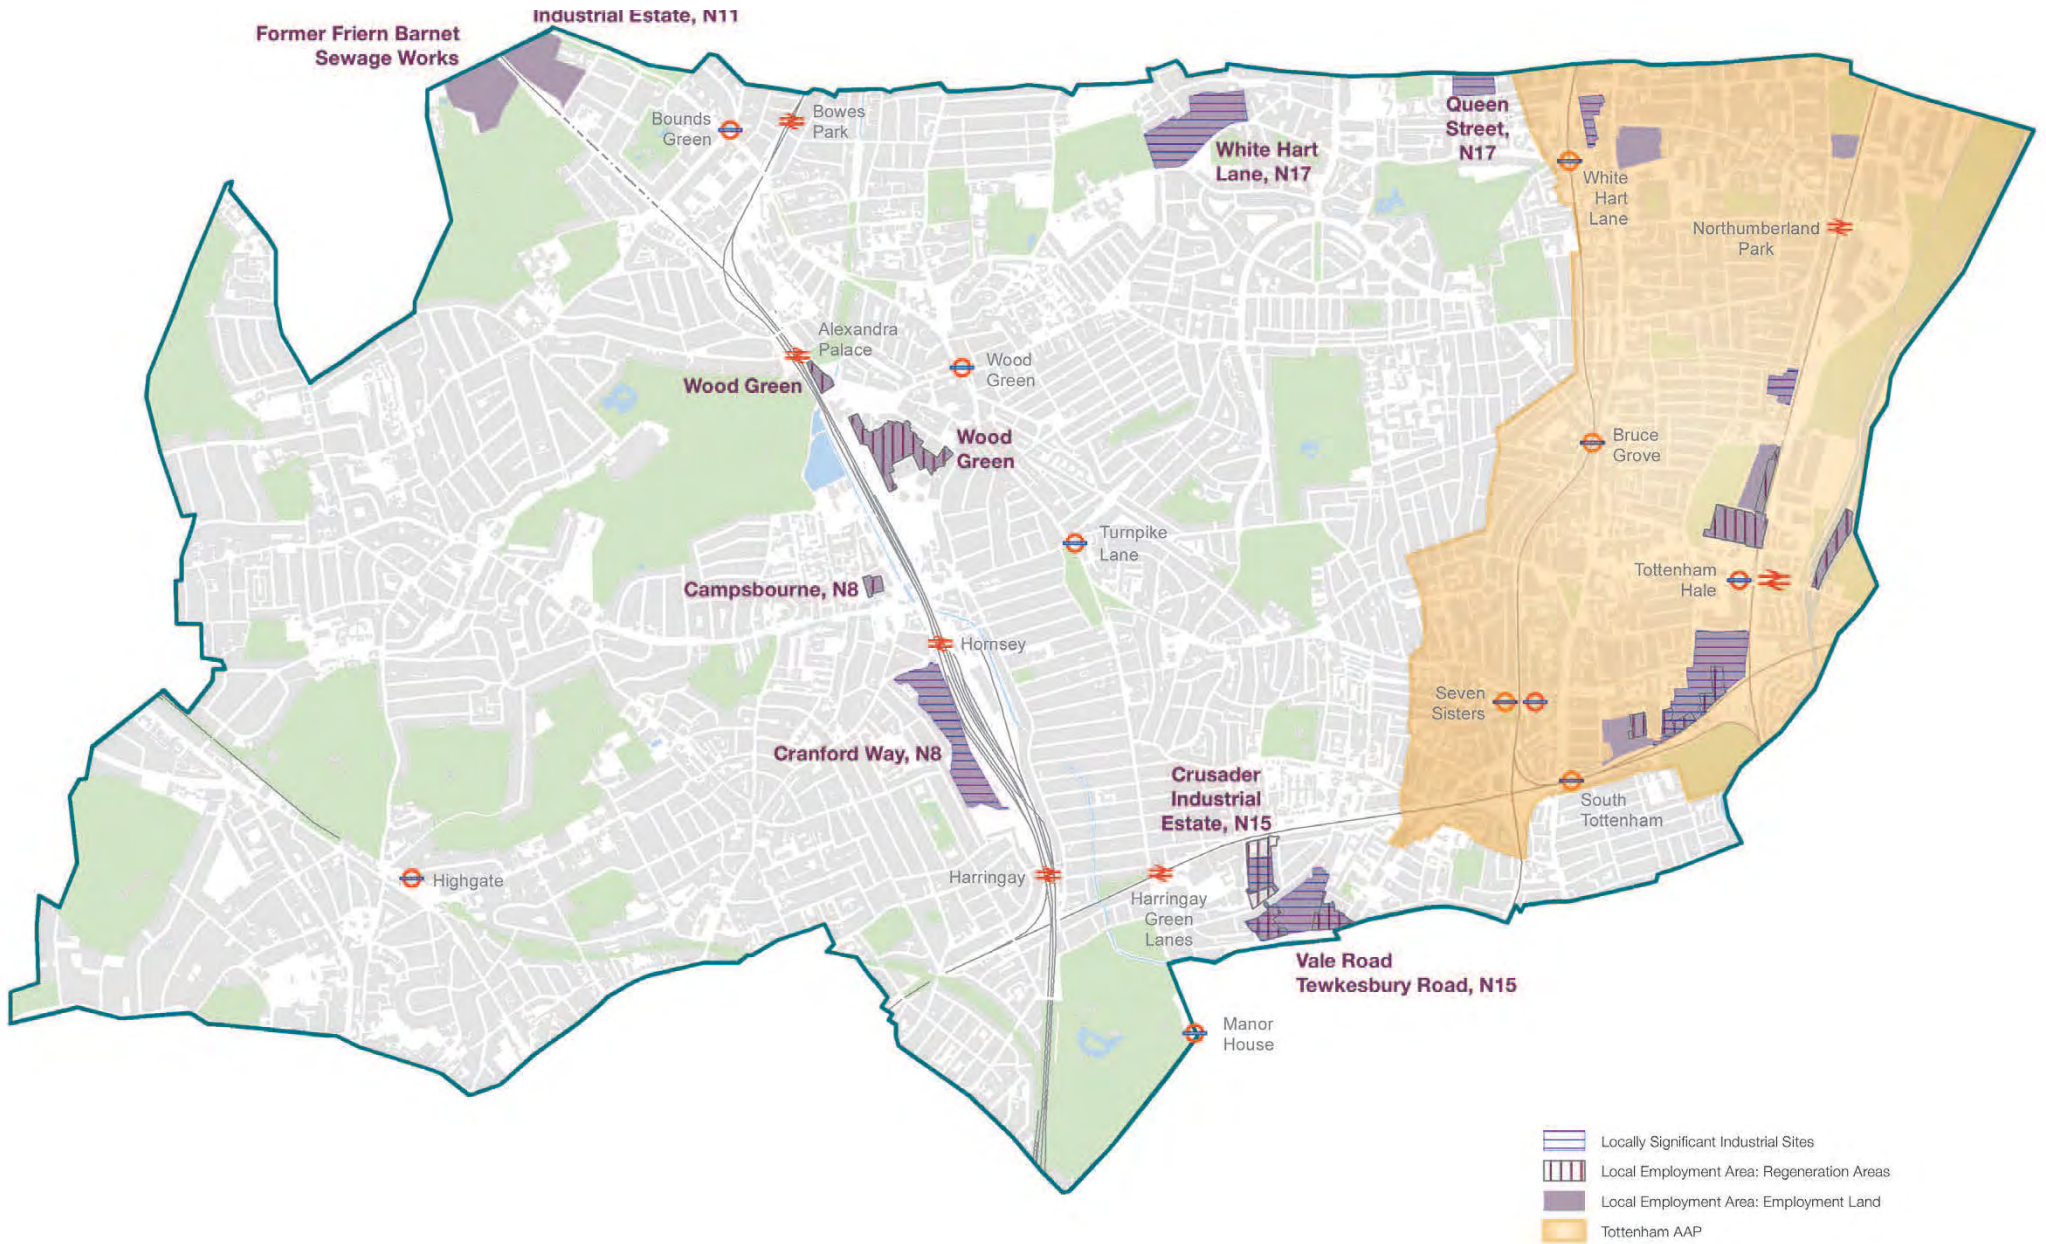 Industrial Estate, N11
Former Friern Barnet
Sewage Works
Bounds
Green
Bowes
Park
White Hart
Lane, N17
Queen
Street,
N17
White
Hart
Lane
Northumberland
Park
Alexandra
Palace
Wood Green
Wood
Green
Wood
Green
Bruce
Grove
Turnpike
Lane
Tottenham
Hale
Campsbourne, N8
Hornsey
Seven
Sisters
Cranford Way, N8
Crusader
Industrial
Estate, N15
South
Tottenham
Highgate
Harringay
Harringay
Green
Lanes
Vale Road
Tewkesbury Road, N15
Manor
House
Locally Significant Industrial Sites
Local Employment Area: Regeneration Areas
Local Employment Area: Employment Land
Tottenham AAP